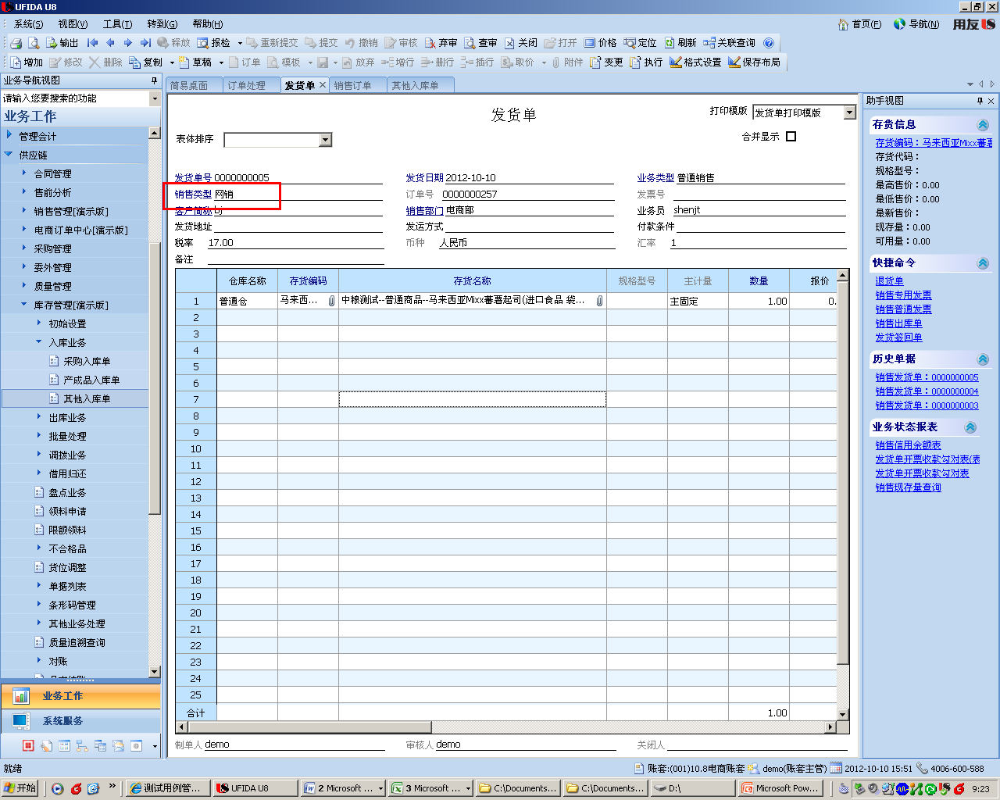 UFIDA U8
系统(S) 视图(V) 工具(T) 转到(G) 帮助(H) 首页(F) 导航(N) 用友U8
输出 释放 报检 重新提交 提交 撤销 审核 弃审 查审 关闭 打开 价格 定位 刷新 关联查询
增加 修改 删除 复制 草稿 订单 模板 放弃 增行 删行 插行 取价 附件 变更 执行 格式设置 保存布局
业务导航视图
请输入您要搜索的功能
业务工作
管理会计
供应链
合同管理
售前分析
销售管理[演示版]
电商订单中心[演示版]
采购管理
委外管理
质量管理
库存管理[演示版]
初始设置
入库业务
采购入库单
产成品入库单
其他入库单
出库业务
批量处理
调拨业务
借用归还
盘点业务
领料申请
限额领料
不合格品
货位调整
单据列表
条形码管理
其他业务处理
质量追溯查询
对账
业务工作
系统服务
简易桌面 订单处理 发货单 销售订单 其他入库单
发货单
打印模版 发货单打印模版
表体排序
合并显示
发货单号 0000000005 发货日期 2012-10-10 业务类型 普通销售
销售类型 网销 订单号 0000000257 发票号
客户简称 bj 销售部门 电商部 业务员 shenjt
发货地址 发运方式 付款条件
税率 17.00 币种 人民币 汇率 1
备注
仓库名称 存货编码 存货名称 规格型号 主计量 数量 报价
1 普通仓 马来西... 中粮测试--普通商品--马来西亚Mixx蕃薯起司(进口食品 袋... 主固定 1.00 0.
2
3
4
5
6
7
8
9
10
11
12
13
14
15
16
17
18
19
20
21
22
23
24
25
合计 1.00
制单人 demo 审核人 demo 关闭人
助手视图
存货信息
存货编码：马来西亚Mixx蕃薯
存货代码：
规格型号：
最高售价：0.00
最低售价：0.00
最新售价：
现存量：0.00
可用量：0.00
快捷命令
退货单
销售专用发票
销售普通发票
销售出库单
发货签回单
历史单据
销售发货单：0000000005
销售发货单：0000000004
销售发货单：0000000003
业务状态报表
销售信用余额表
发货单开票收款勾对表(表
发货单开票收款勾对表
销售现存量查询
就绪 账套:(001)10.8电商账套 demo(账套主管) 2012-10-10 15:51 4006-600-588
开始 测试用例管... UFIDA U8 2 Microsoft ... 3 Microsoft ... C:\Documents... C:\Documents... D:\ Microsoft Pow... 9:23